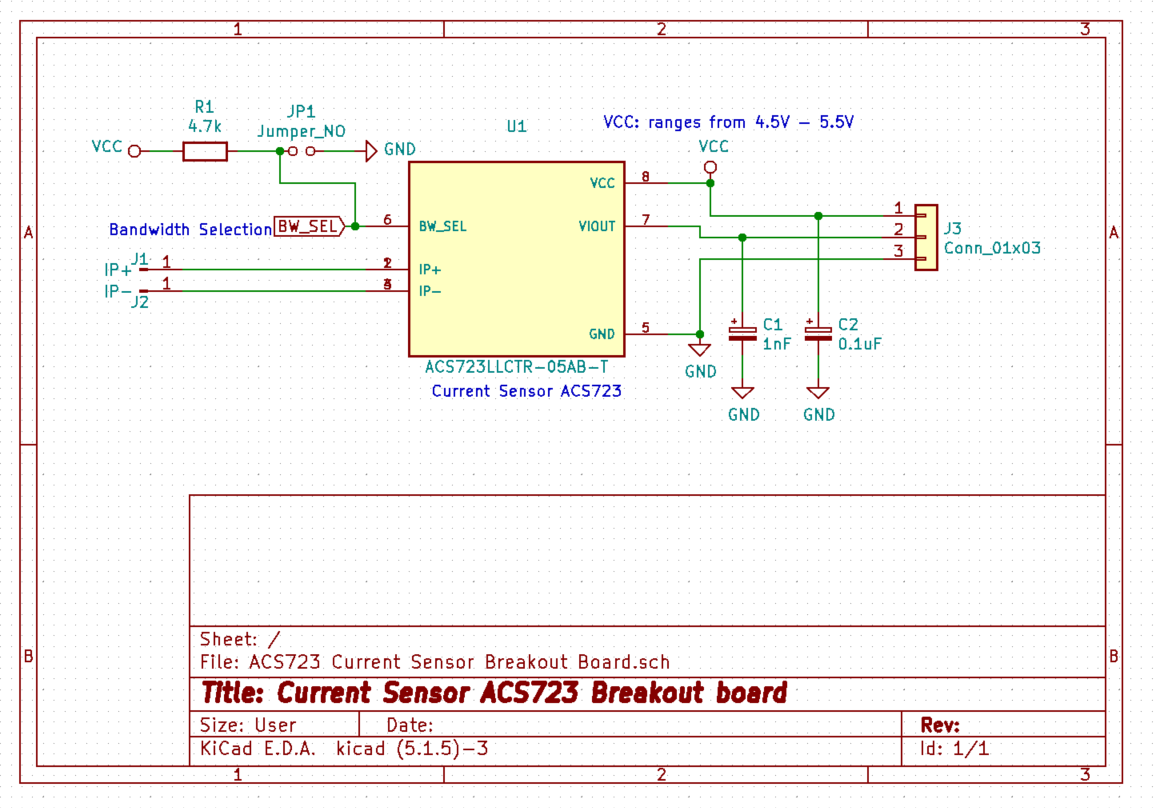 1 2 3
R1
4.7k
JP1
Jumper_NO
U1
VCC: ranges from 4.5V – 5.5V
VCC
GND
VCC
VCC 8
1
A
Bandwidth Selection
BW_SEL
6 BW_SEL
VIOUT 7
2
J3
Conn_01x03
A
3
J1
IP+ 1
IP+
IP- 1
IP-
J2
GND 5
GND
+ C1
1nF
+ C2
0.1uF
ACS723LLCTR-05AB-T
Current Sensor ACS723
GND
GND
Sheet: /
File: ACS723 Current Sensor Breakout Board.sch
B
B
Title: Current Sensor ACS723 Breakout board
Size: User
Date:
Rev:
KiCad E.D.A. kicad (5.1.5)-3
Id: 1/1
1 2 3